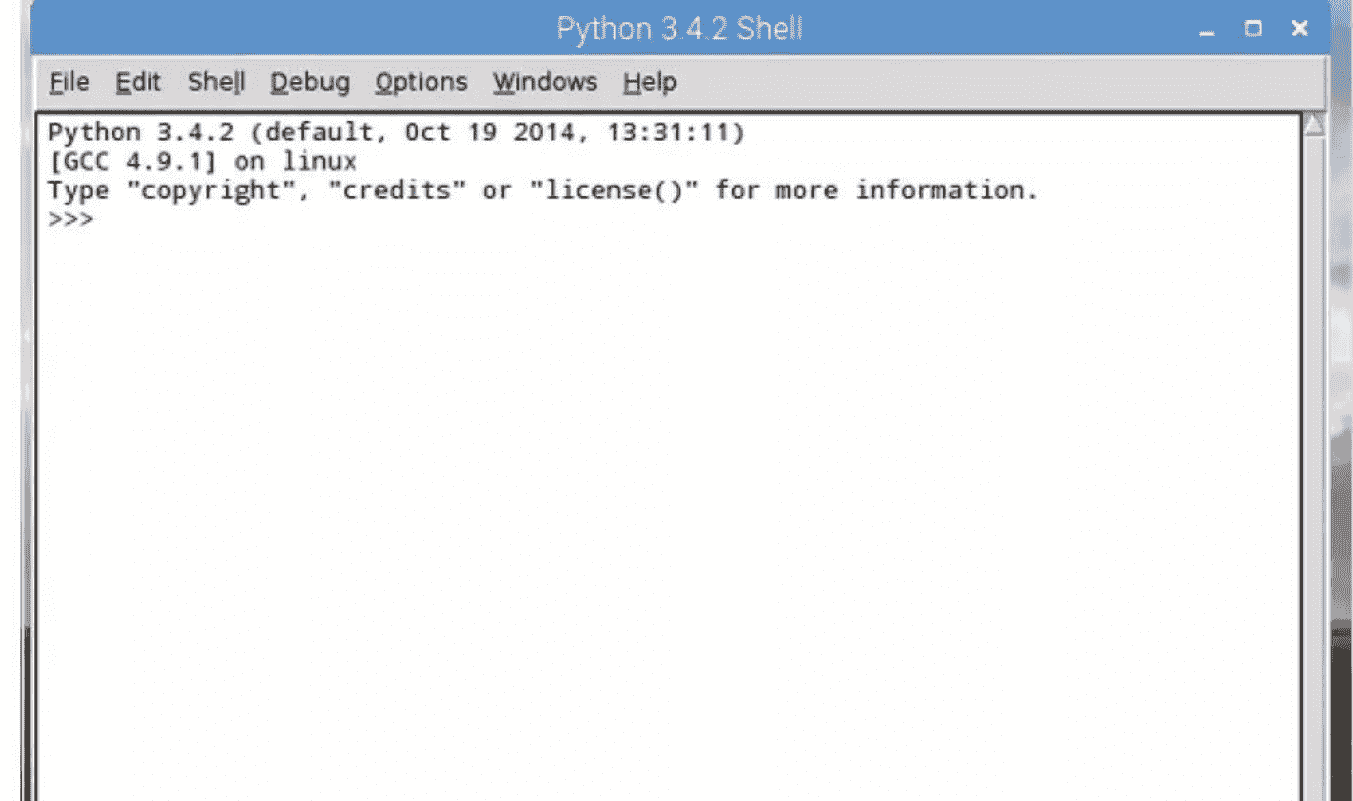 Python 3.4.2 Shell
File Edit Shell Debug Options Windows Help
Python 3.4.2 (default, Oct 19 2014, 13:31:11)
[GCC 4.9.1] on linux
Type "copyright", "credits" or "license()" for more information.
>>>